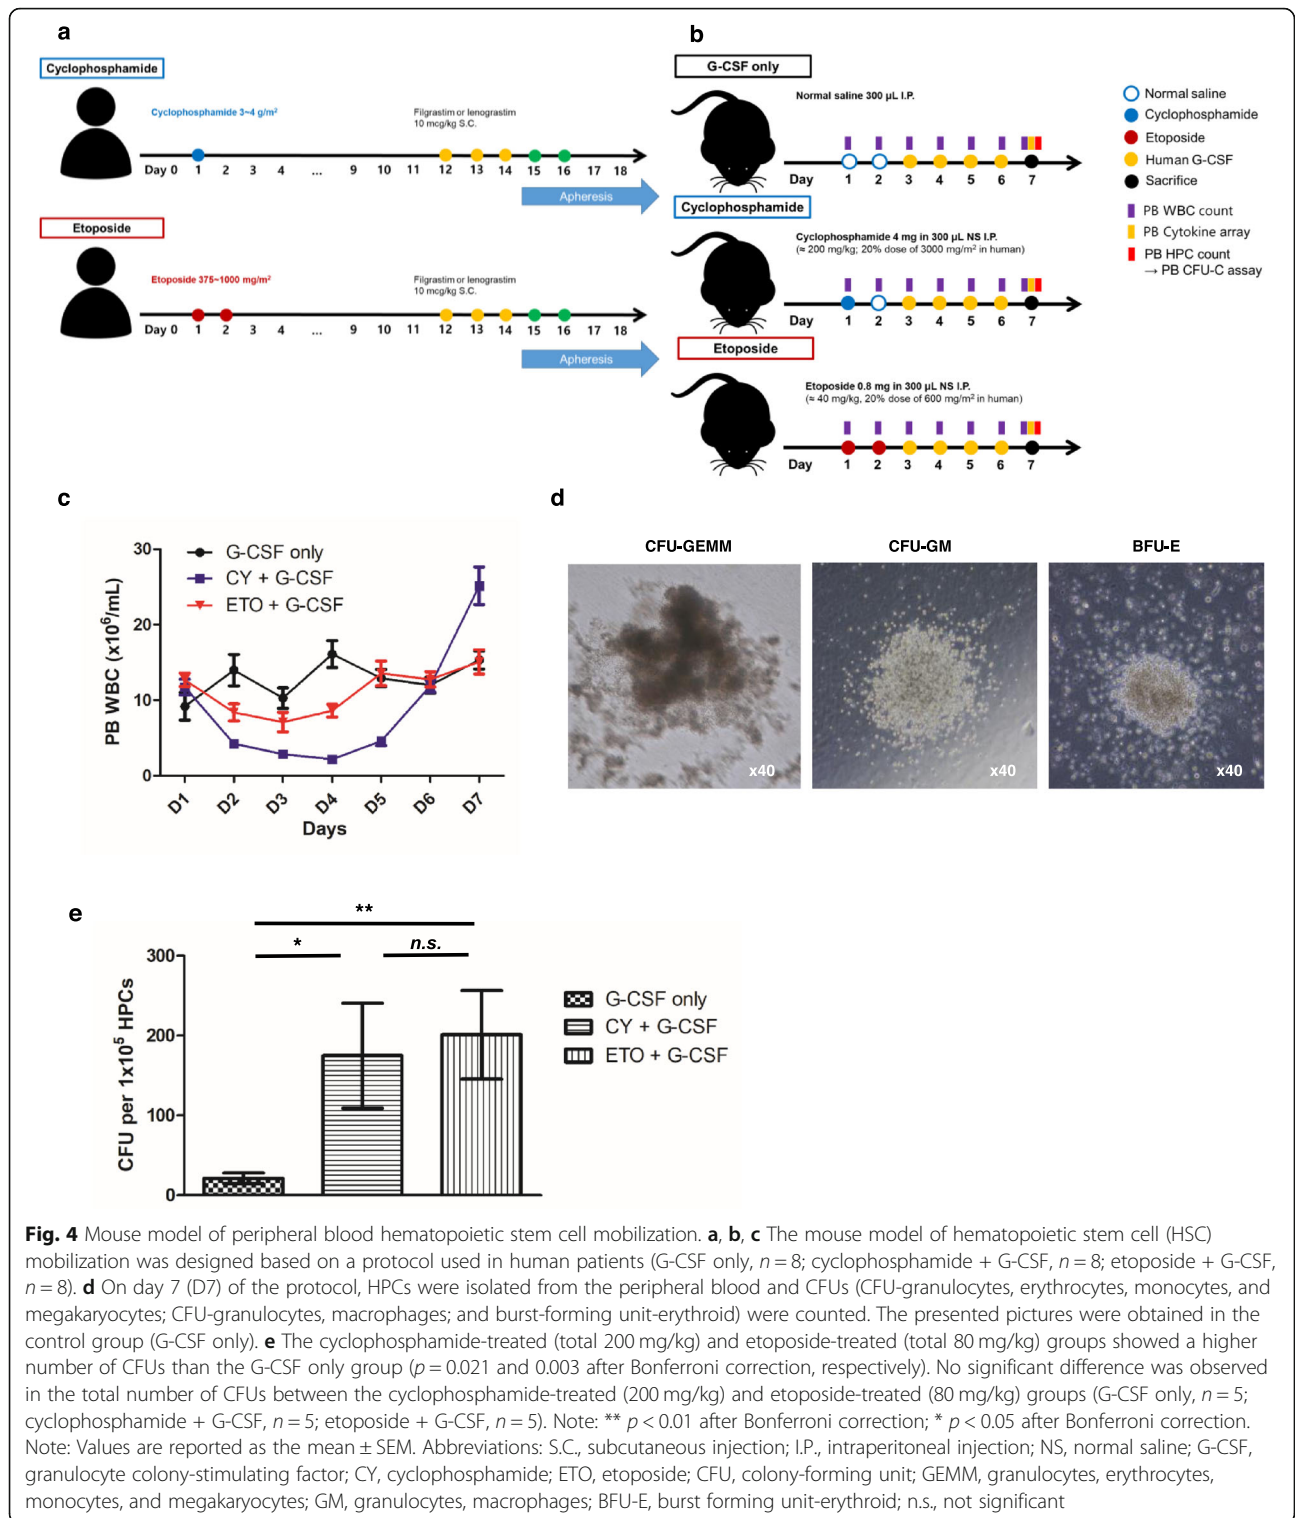 a
Cyclophosphamide
Cyclophosphamide 3~4 g/m²
Filgrastim or lenograstim
10 mcg/kg S.C.
Day 0 1 2 3 4 ... 9 10 11 12 13 14 15 16 17 18
Apheresis
Etoposide
Etoposide 375~1000 mg/m²
Filgrastim or lenograstim
10 mcg/kg S.C.
Day 0 1 2 3 4 ... 9 10 11 12 13 14 15 16 17 18
Apheresis
b
G-CSF only
Normal saline 300 µL I.P.
Day 1 2 3 4 5 6 7
Cyclophosphamide
Cyclophosphamide 4 mg in 300 µL NS I.P.
(≈ 200 mg/kg; 20% dose of 3000 mg/m² in human)
Day 1 2 3 4 5 6 7
Etoposide
Etoposide 0.8 mg in 300 µL NS I.P.
(≈ 40 mg/kg, 20% dose of 600 mg/m² in human)
Day 1 2 3 4 5 6 7
Normal saline
Cyclophosphamide
Etoposide
Human G-CSF
Sacrifice
PB WBC count
PB Cytokine array
PB HPC count
→ PB CFU-C assay
c
PB WBC (x10⁶/mL)
30
20
10
0
G-CSF only
CY + G-CSF
ETO + G-CSF
D1 D2 D3 D4 D5 D6 D7
Days
d
CFU-GEMM
CFU-GM
BFU-E
x40
x40
x40
e
**
*
n.s.
CFU per 1x10⁵ HPCs
300
200
100
0
G-CSF only
CY + G-CSF
ETO + G-CSF
Fig. 4 Mouse model of peripheral blood hematopoietic stem cell mobilization. a, b, c The mouse model of hematopoietic stem cell (HSC)
mobilization was designed based on a protocol used in human patients (G-CSF only, n = 8; cyclophosphamide + G-CSF, n = 8; etoposide + G-CSF,
n = 8). d On day 7 (D7) of the protocol, HPCs were isolated from the peripheral blood and CFUs (CFU-granulocytes, erythrocytes, monocytes, and
megakaryocytes; CFU-granulocytes, macrophages; and burst-forming unit-erythroid) were counted. The presented pictures were obtained in the
control group (G-CSF only). e The cyclophosphamide-treated (total 200 mg/kg) and etoposide-treated (total 80 mg/kg) groups showed a higher
number of CFUs than the G-CSF only group (p = 0.021 and 0.003 after Bonferroni correction, respectively). No significant difference was observed
in the total number of CFUs between the cyclophosphamide-treated (200 mg/kg) and etoposide-treated (80 mg/kg) groups (G-CSF only, n = 5;
cyclophosphamide + G-CSF, n = 5; etoposide + G-CSF, n = 5). Note: ** p < 0.01 after Bonferroni correction; * p < 0.05 after Bonferroni correction.
Note: Values are reported as the mean ± SEM. Abbreviations: S.C., subcutaneous injection; I.P., intraperitoneal injection; NS, normal saline; G-CSF,
granulocyte colony-stimulating factor; CY, cyclophosphamide; ETO, etoposide; CFU, colony-forming unit; GEMM, granulocytes, erythrocytes,
monocytes, and megakaryocytes; GM, granulocytes, macrophages; BFU-E, burst forming unit-erythroid; n.s., not significant